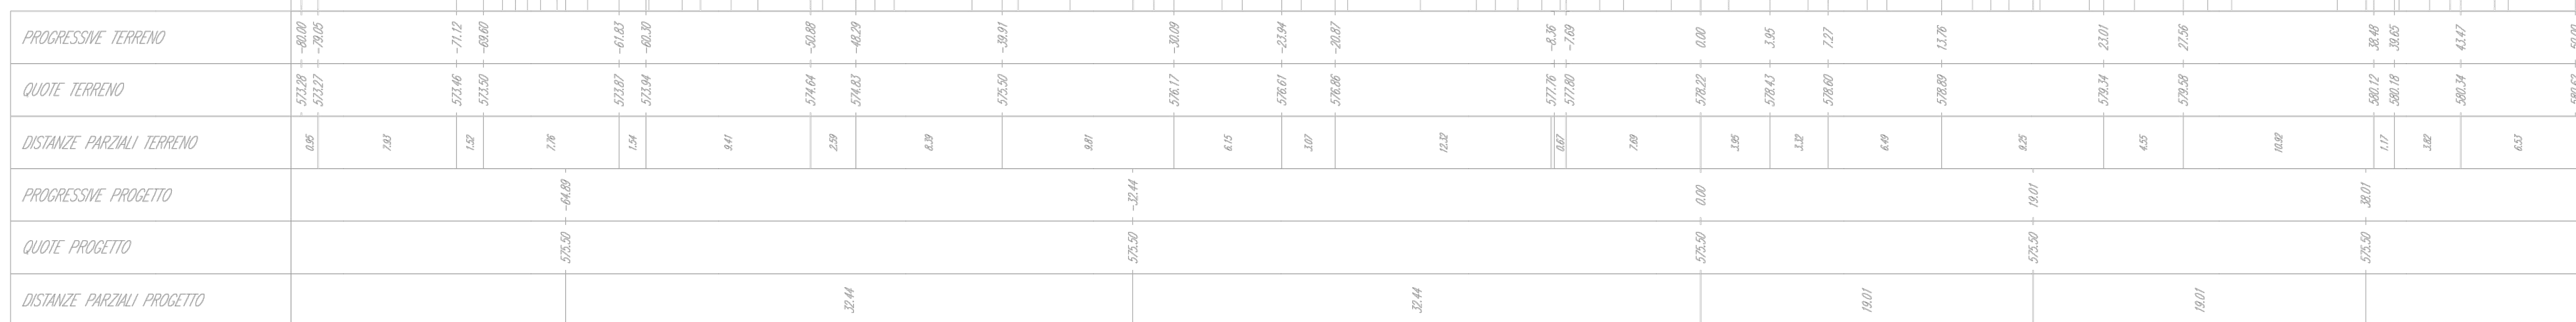 PROGRESSIVE TERRENO -80.00 -79.05 -71.12 -69.60 -61.83 -60.30 -50.88 -48.29 -39.91 -30.09 -23.94 -20.87 -8.36 -7.69 0.00 3.95 7.27 13.76 23.01 27.56 38.48 39.65 43.47
QUOTE TERRENO 573.28 573.27 573.46 573.50 573.87 573.94 574.64 574.83 575.50 576.17 576.61 576.86 577.76 577.80 578.22 578.43 578.60 578.89 579.34 579.58 580.12 580.18 580.34
DISTANZE PARZIALI TERRENO 0.95 7.93 1.52 7.76 1.54 9.41 2.59 8.39 9.81 6.15 3.07 12.32 0.67 7.69 3.95 3.32 6.49 9.25 4.55 10.92 1.17 3.82 6.53
PROGRESSIVE PROGETTO -64.89 -32.44 0.00 19.01 38.01
QUOTE PROGETTO 575.50 575.50 575.50 575.50 575.50
DISTANZE PARZIALI PROGETTO 32.44 32.44 19.01 19.01